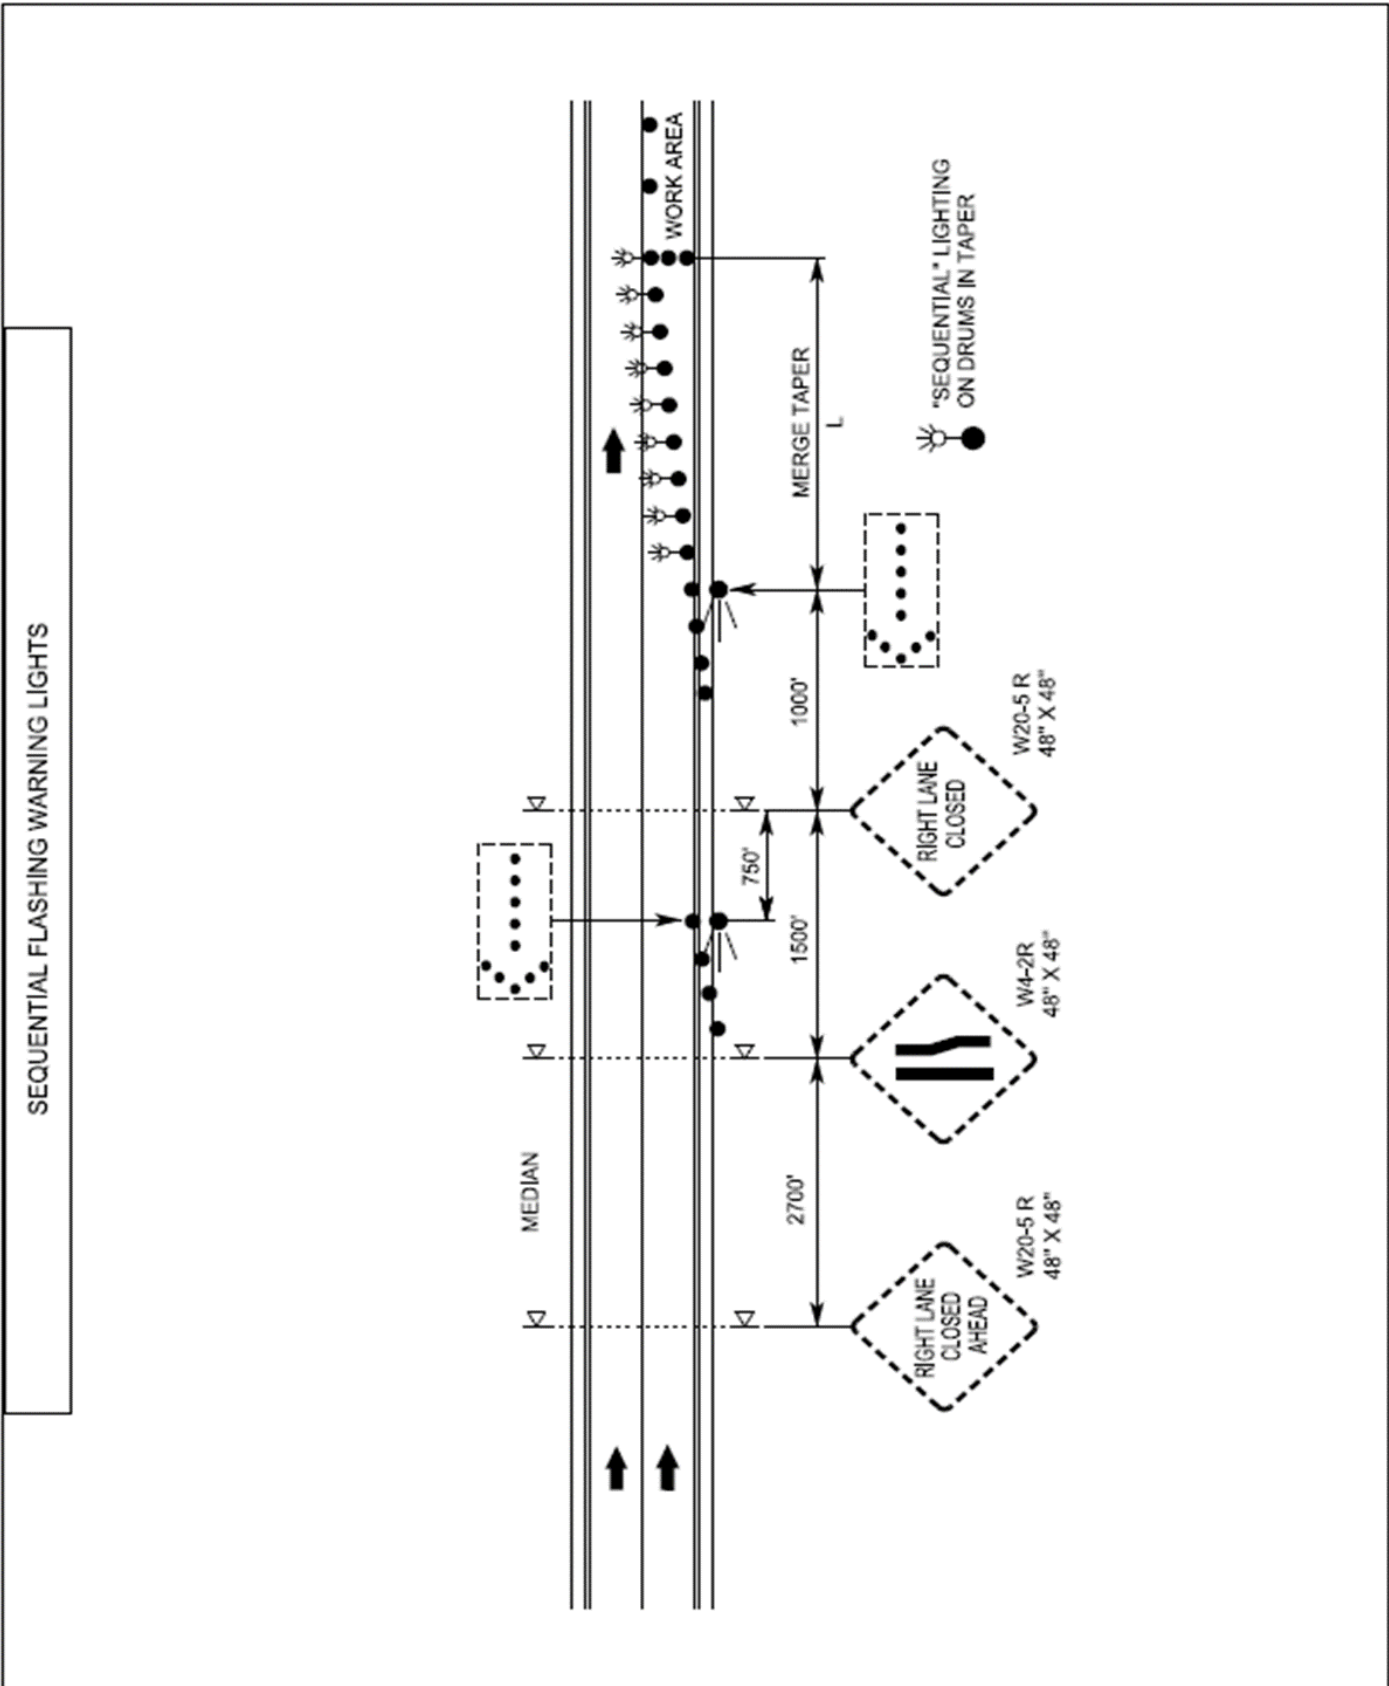 SEQUENTIAL FLASHING WARNING LIGHTS
MEDIAN
WORK AREA
2700'
1500'
750'
1000'
MERGE TAPER
L
RIGHT LANE
CLOSED
AHEAD
W20-5 R
48" X 48"
W4-2R
48" X 48"
RIGHT LANE
CLOSED
W20-5 R
48" X 48"
"SEQUENTIAL" LIGHTING
ON DRUMS IN TAPER